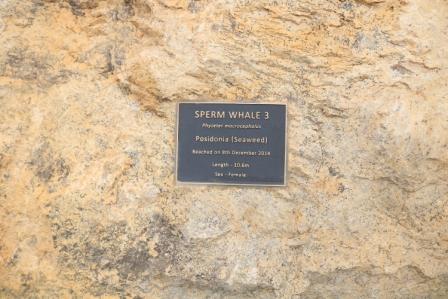 SPERM WHALE 3
Physeter macrocephalus
Posidonia (Seaweed)
Beached on 8th December 2014
Length - 10.6m
Sex - Female